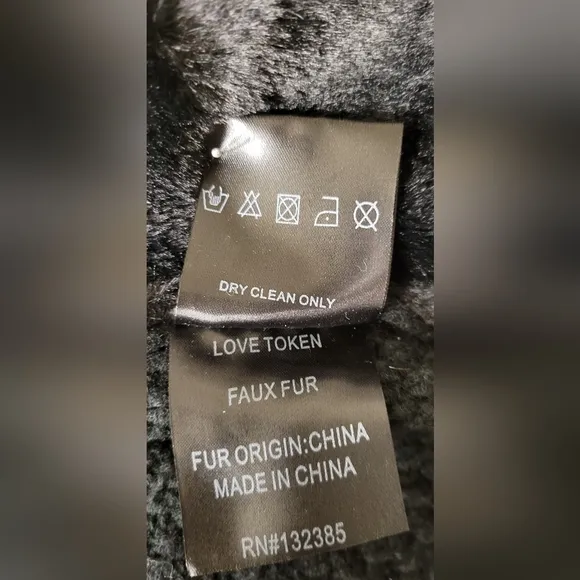 DRY CLEAN ONLY
LOVE TOKEN
FAUX FUR
FUR ORIGIN:CHINA
MADE IN CHINA
RN#132385